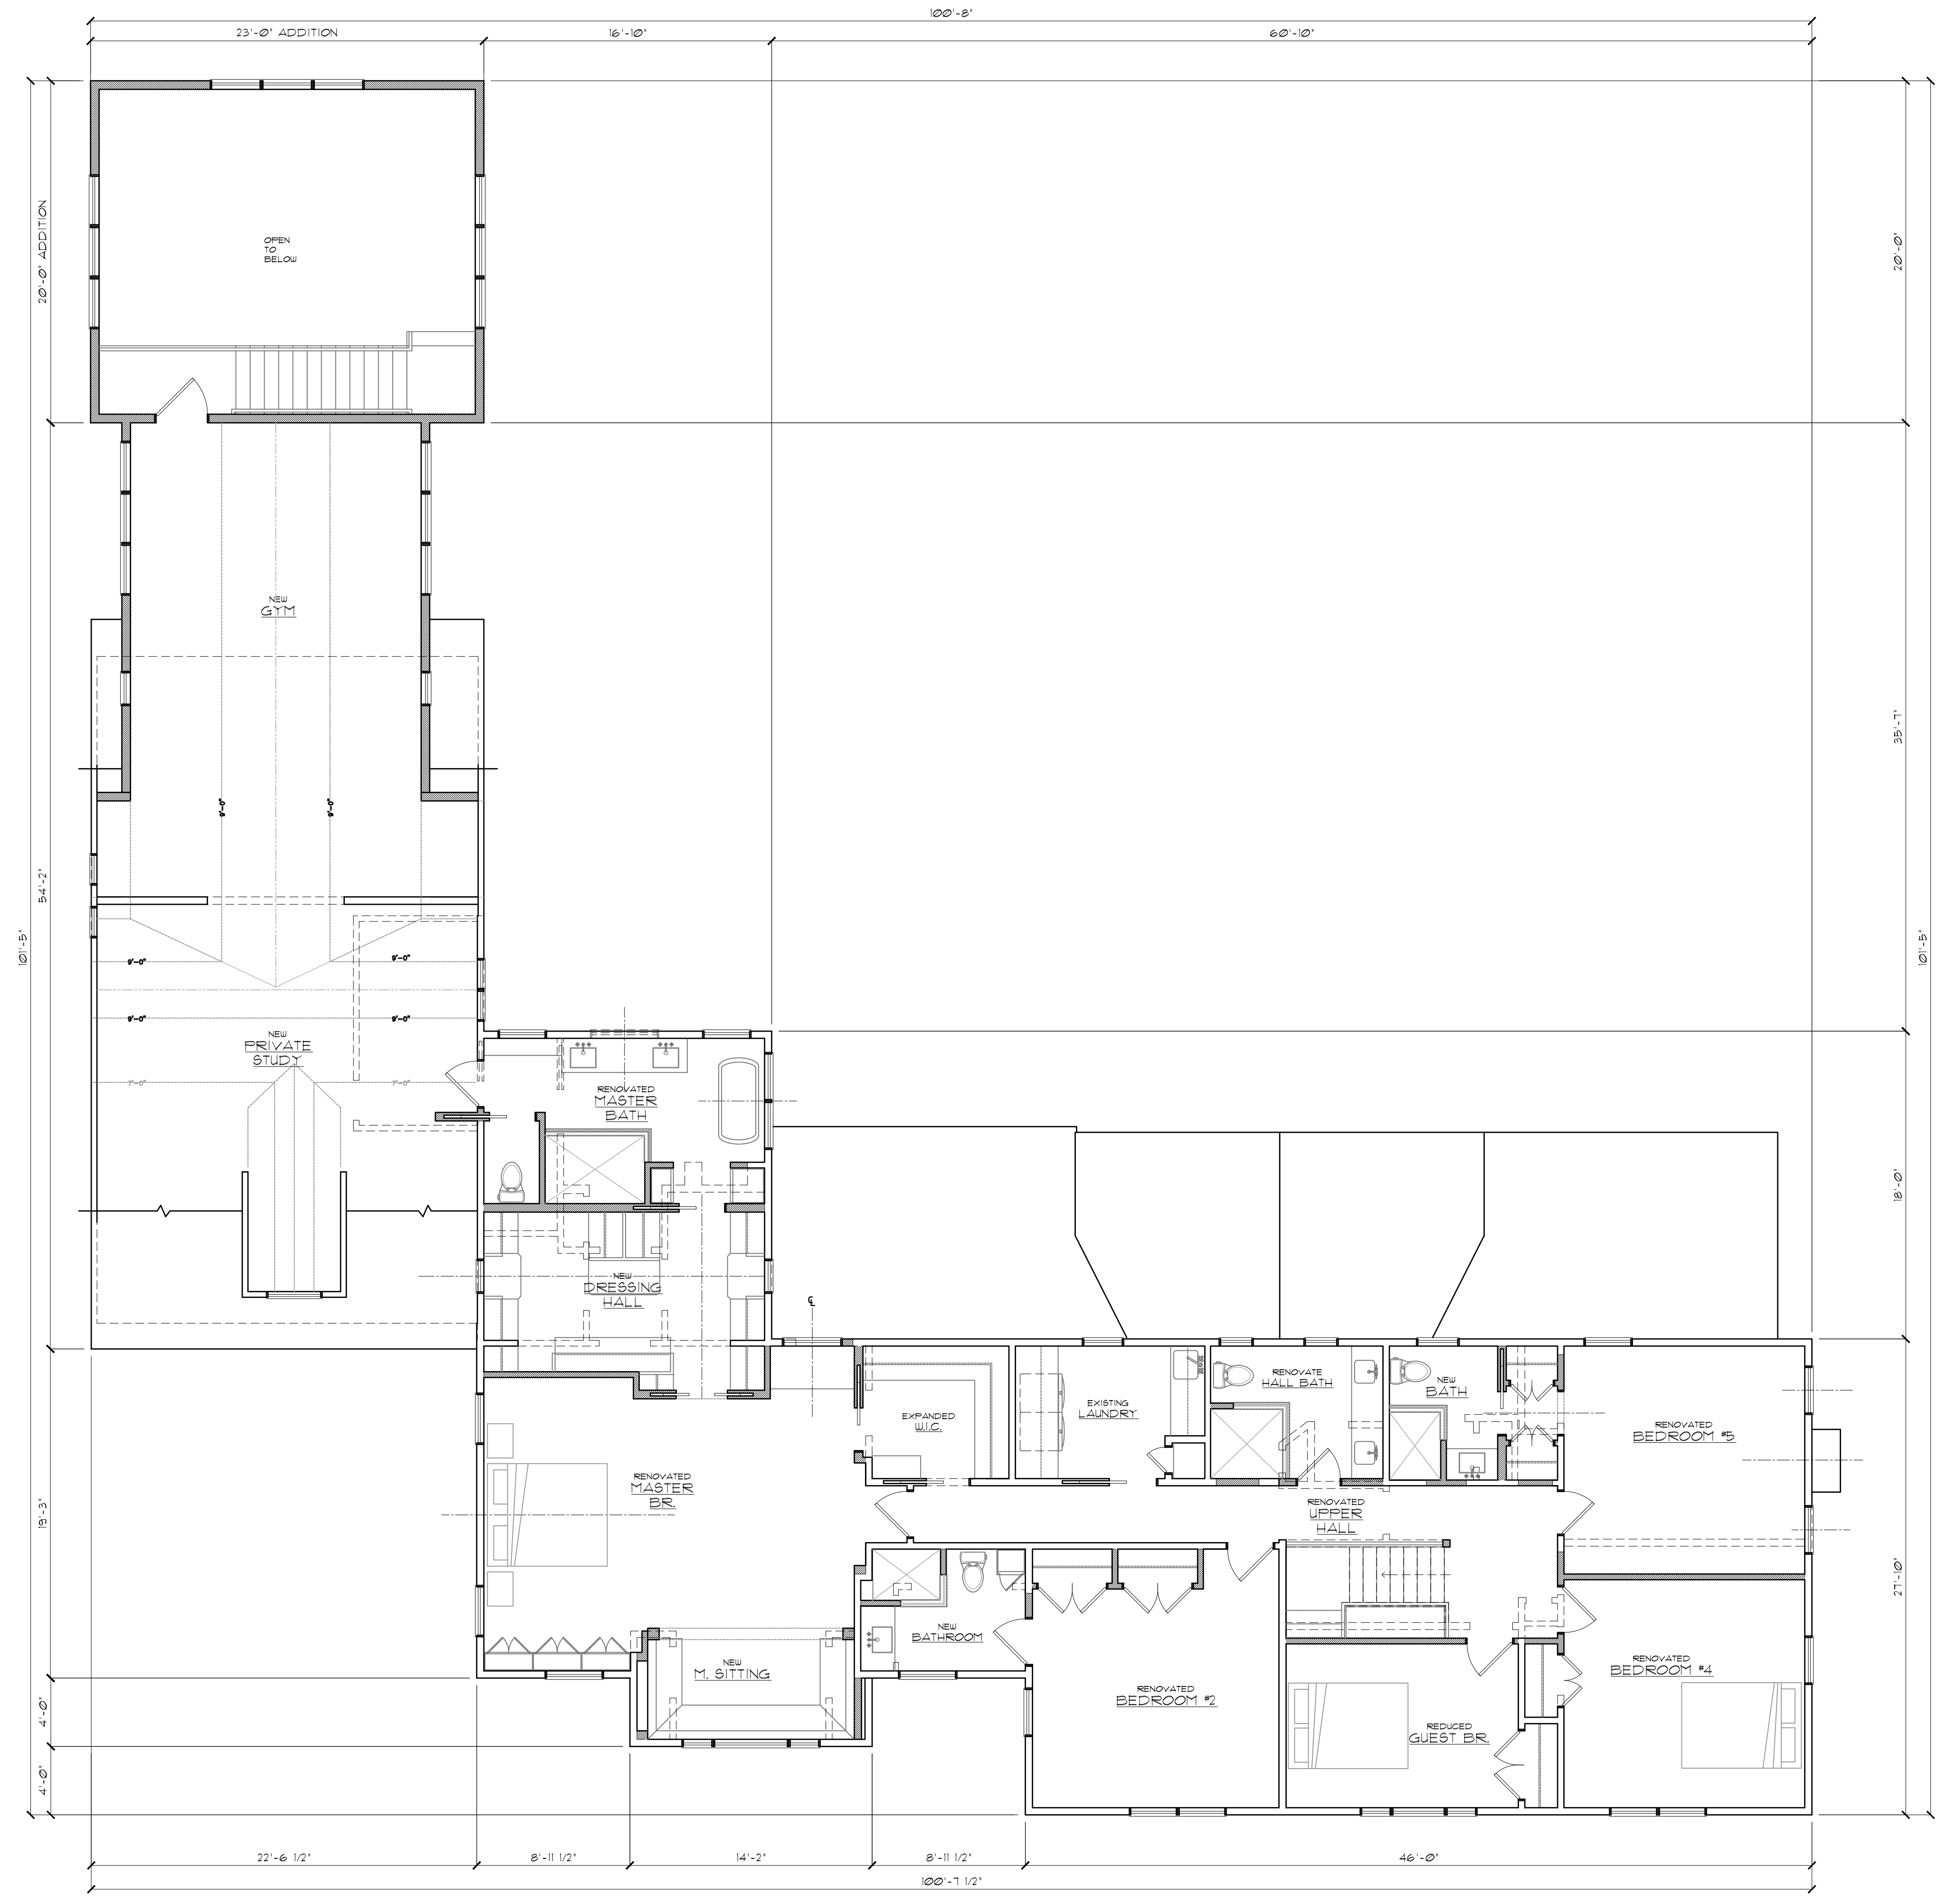 100'-8"
23'-0" ADDITION
16'-10"
60'-10"
20'-0" ADDITION
OPEN
TO
BELOW
20'-0"
NEW
GYM
35'-7"
9'-0"
9'-0"
54'-2"
101'-5"
101'-5"
9'-0"
9'-0"
9'-0"
9'-0"
NEW
PRIVATE
STUDY
7'-0"
7'-0"
RENOVATED
MASTER
BATH
18'-0"
NEW
DRESSING
HALL
CL
RENOVATE
HALL BATH
NEW
BATH
EXISTING
LAUNDRY
EXPANDED
W.I.C.
RENOVATED
BEDROOM #5
RENOVATED
MASTER
BR.
RENOVATED
UPPER
HALL
19'-3"
27'-10"
NEW
BATHROOM
NEW
M. SITTING
RENOVATED
BEDROOM #4
RENOVATED
BEDROOM #2
REDUCED
GUEST BR.
4'-0"
4'-0"
22'-6 1/2"
8'-11 1/2"
14'-2"
8'-11 1/2"
46'-0"
100'-7 1/2"